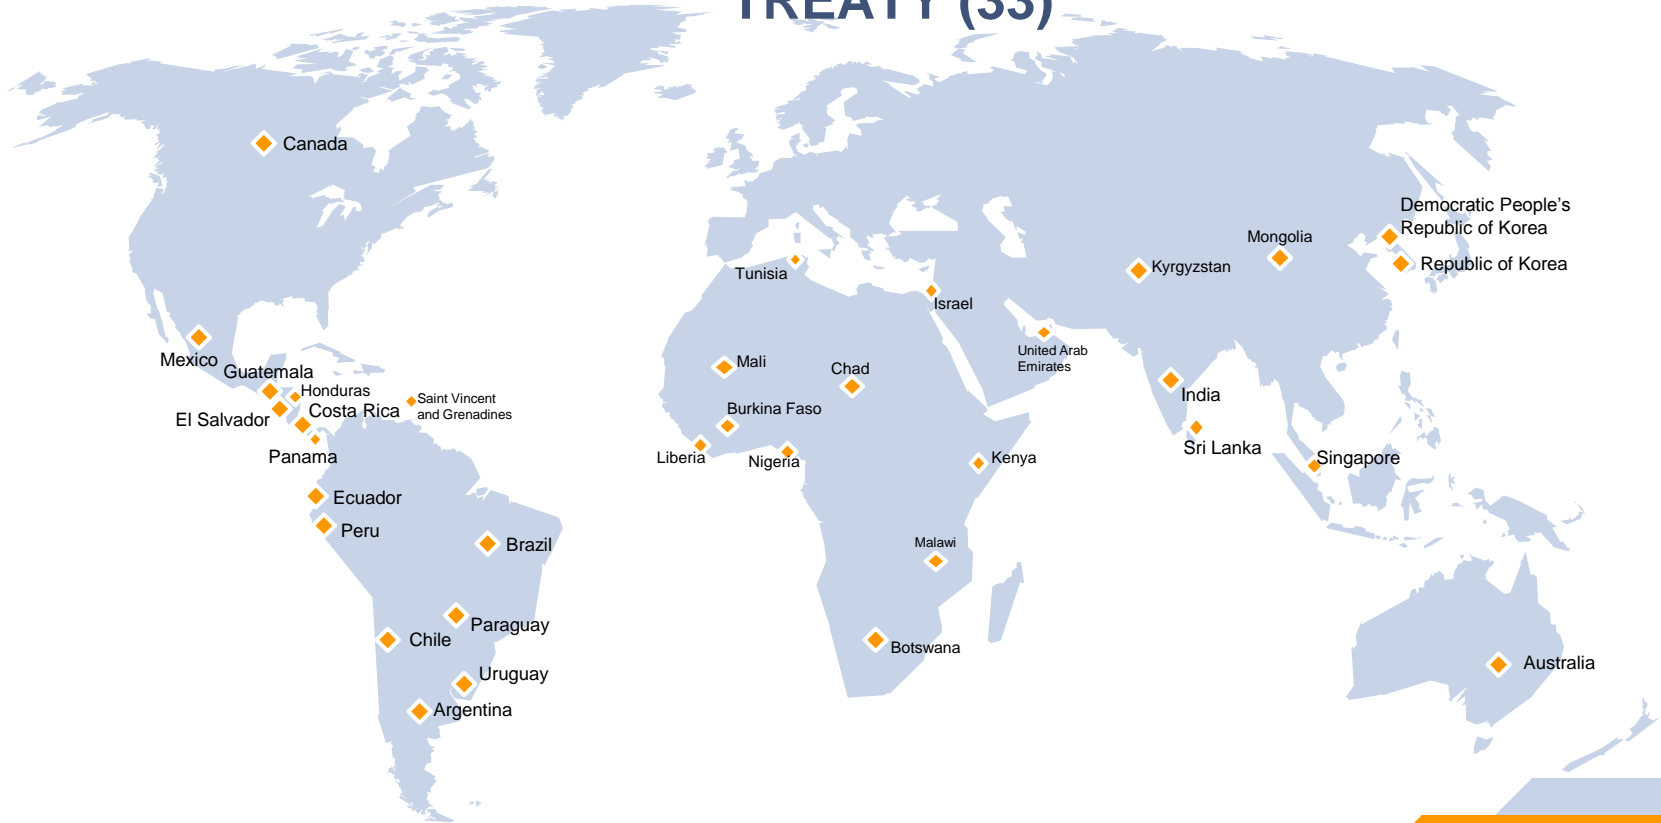 TREATY (33)
Canada
Democratic People’s
Republic of Korea
Mongolia
Republic of Korea
Kyrgyzstan
Tunisia
Israel
United Arab
Emirates
Mexico
Mali
Chad
Guatemala
Honduras
India
Saint Vincent
and Grenadines
El Salvador
Costa Rica
Burkina Faso
Sri Lanka
Panama
Liberia
Nigeria
Kenya
Singapore
Ecuador
Peru
Brazil
Malawi
Paraguay
Chile
Botswana
Uruguay
Australia
Argentina